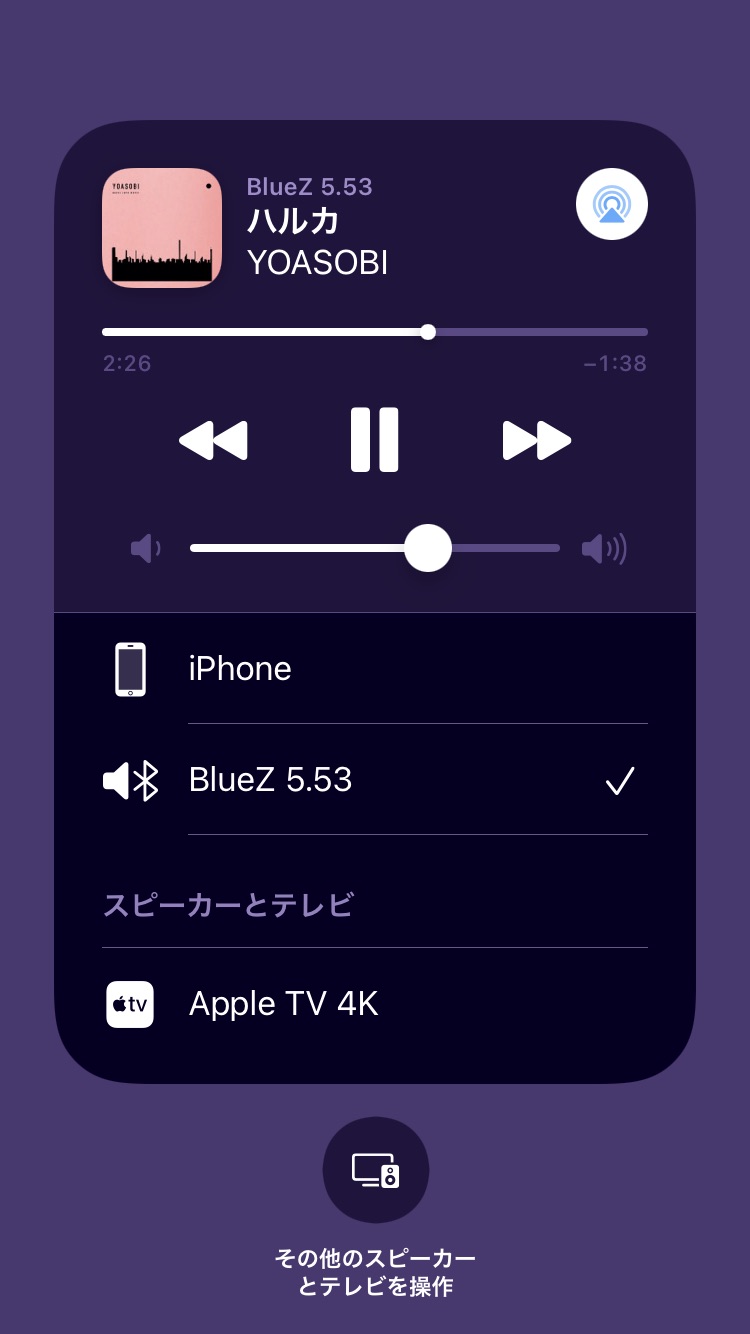 YOASOBI
BlueZ 5.53
ハルカ
YOASOBI
2:26
−1:38
iPhone
BlueZ 5.53
スピーカーとテレビ
tv
Apple TV 4K
その他のスピーカー
とテレビを操作